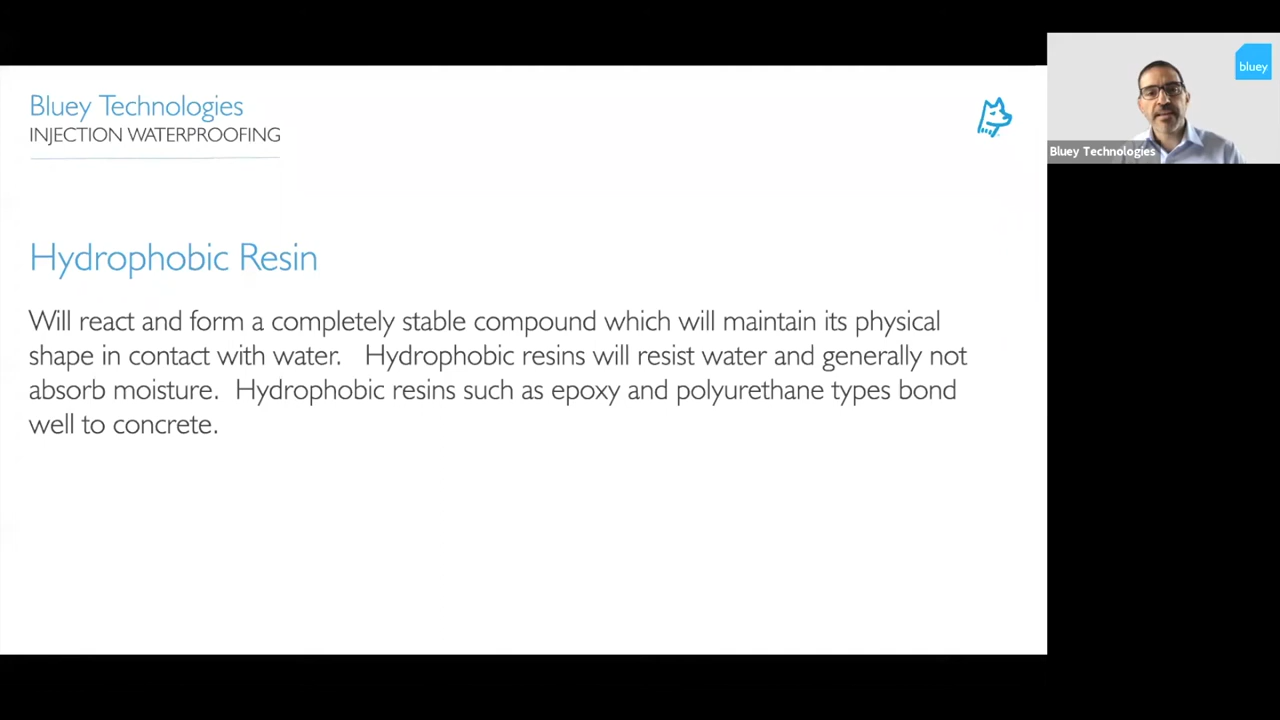 Bluey Technologies
INJECTION WATERPROOFING
bluey
Bluey Technologies
Hydrophobic Resin
Will react and form a completely stable compound which will maintain its physical
shape in contact with water. Hydrophobic resins will resist water and generally not
absorb moisture. Hydrophobic resins such as epoxy and polyurethane types bond
well to concrete.